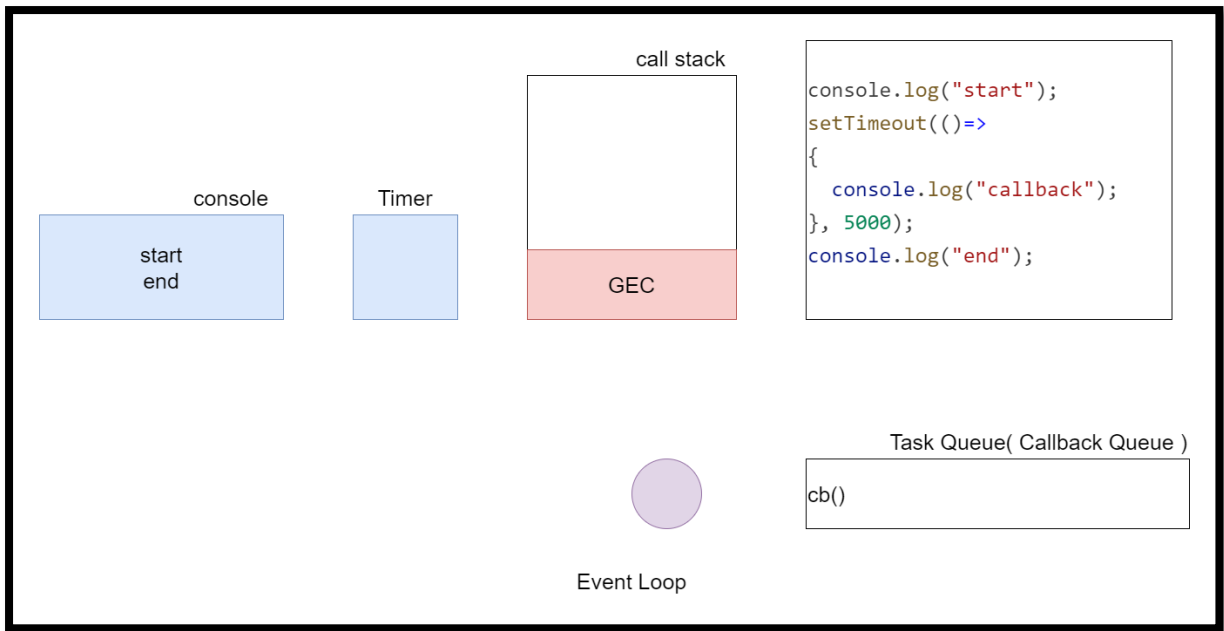 call stack
console.log("start");
setTimeout(()=>
{
  console.log("callback");
}, 5000);
console.log("end");
console
Timer
start
end
GEC
Task Queue( Callback Queue )
cb()
Event Loop